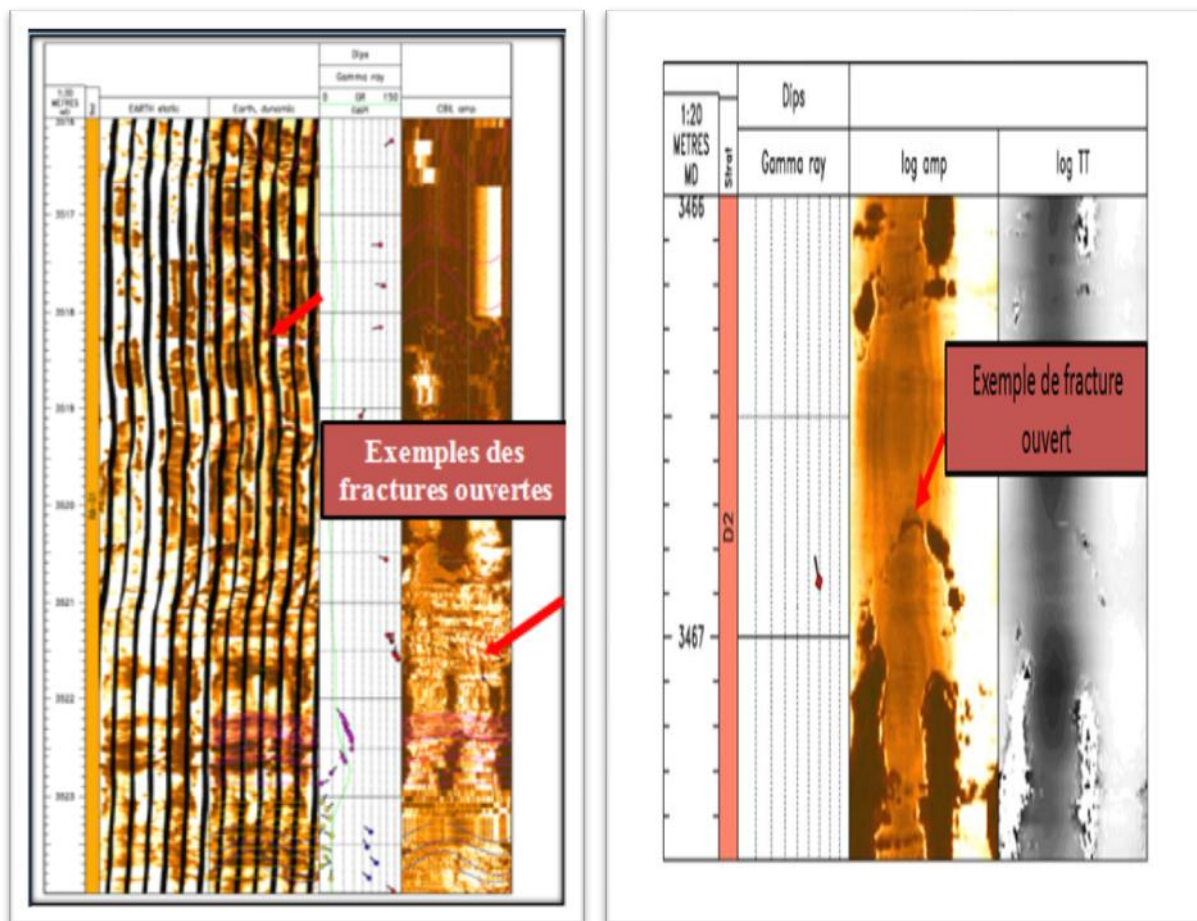 Dips
Gamma ray
1:20
METRES
MD
EARTH static
Earth, dynamic
0 GR 150
CBIL amp
3517
3518
3519
3520
3521
3522
3523
Exemples des
fractures ouvertes
1:20
METRES
MD
Strat
Dips
Gamma ray
log amp
log TT
3466
3467
D2
Exemple de fracture
ouvert